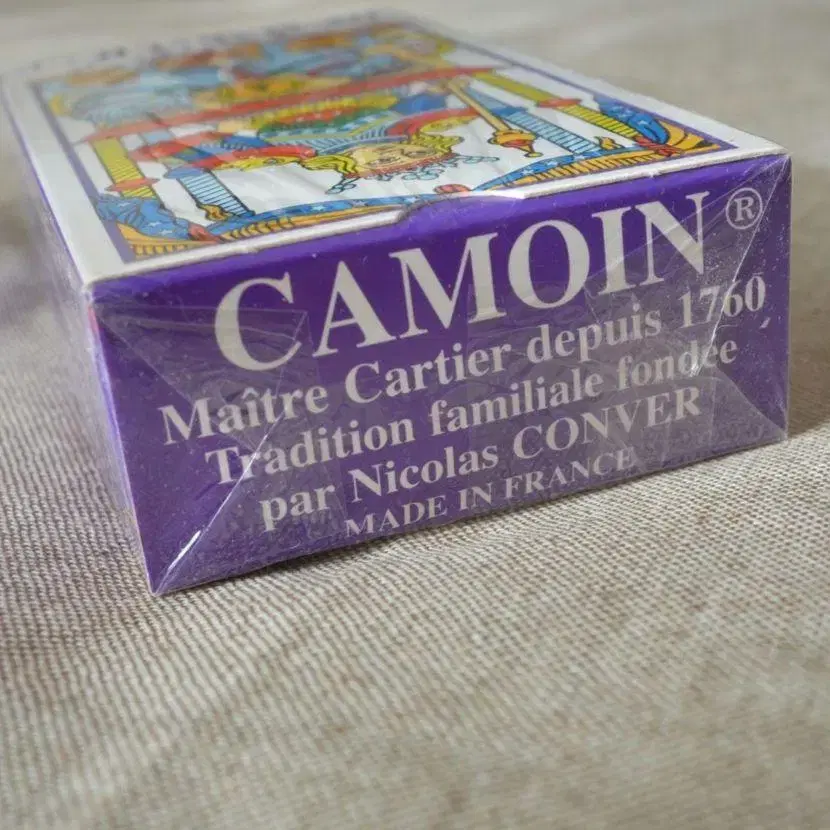 CAMOIN®
Maître Cartier depuis 1760
Tradition familiale fondée
par Nicolas CONVER
MADE IN FRANCE